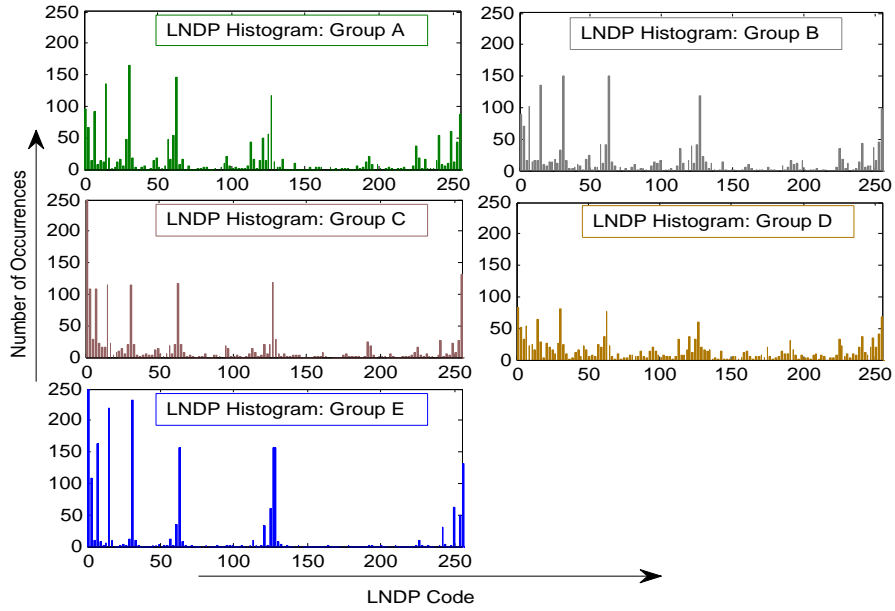 LNDP Histogram: Group A
250
200
150
100
50
0
0 50 100 150 200 250
LNDP Histogram: Group B
250
200
150
100
50
0
0 50 100 150 200 250
Number of Occurrences
LNDP Histogram: Group C
250
200
150
100
50
0
0 50 100 150 200 250
LNDP Histogram: Group D
250
200
150
100
50
0
0 50 100 150 200 250
LNDP Histogram: Group E
250
200
150
100
50
0
0 50 100 150 200 250
LNDP Code